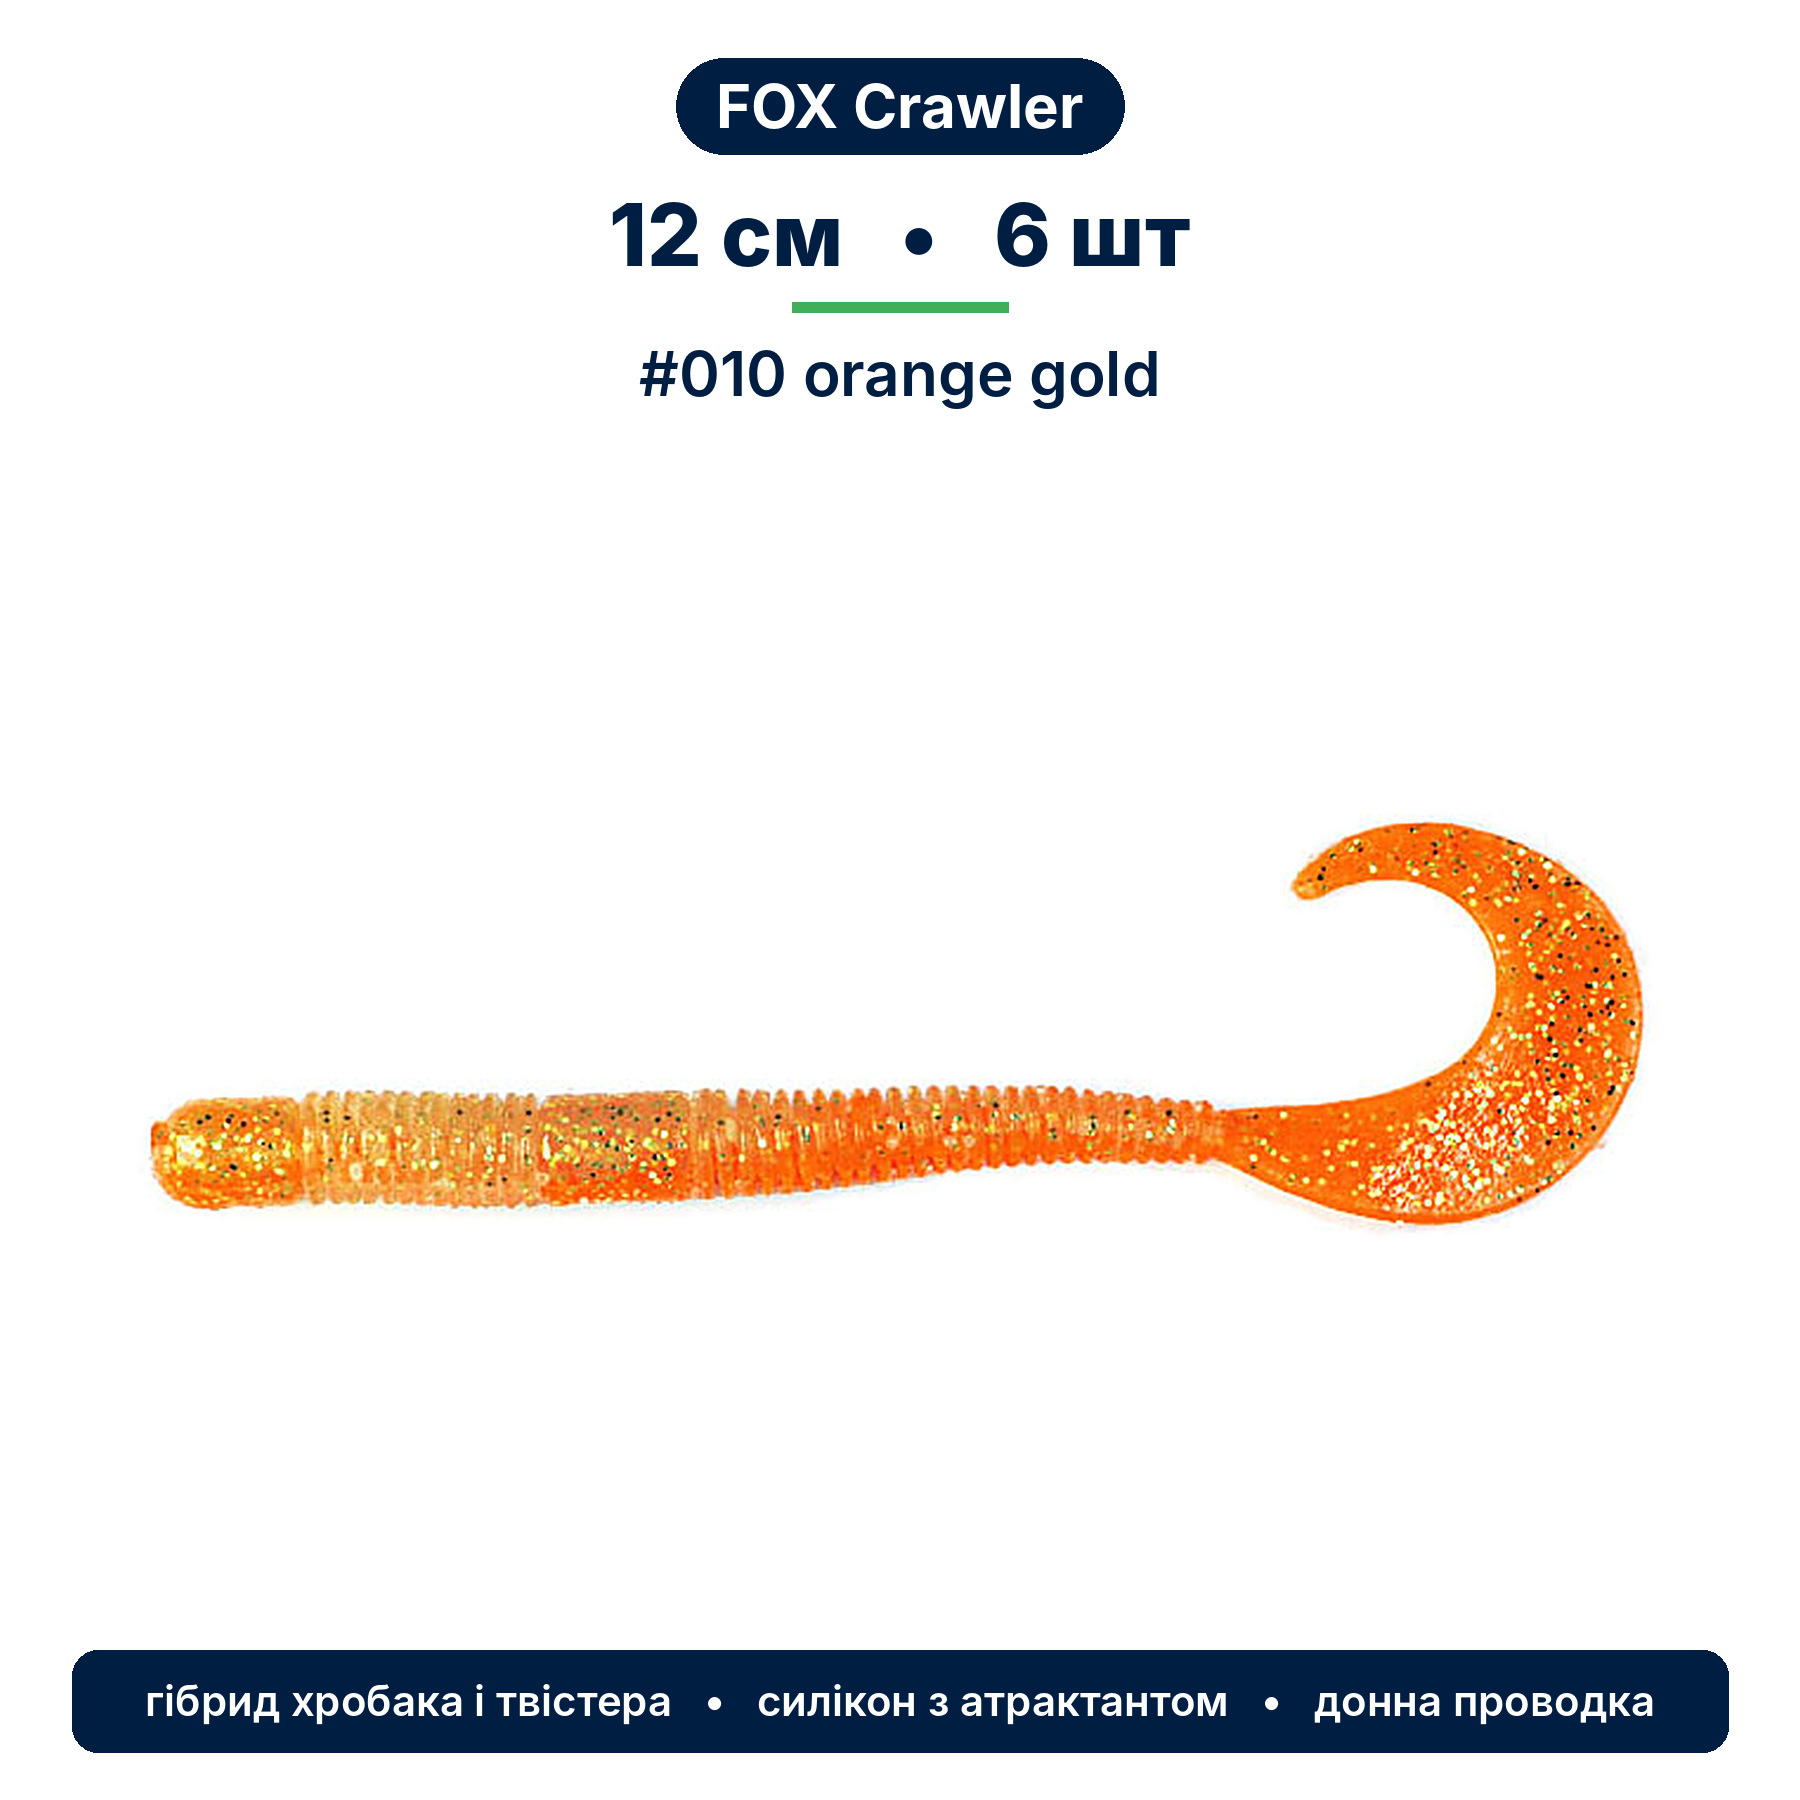 FOX Crawler
12 см • 6 шт
#010 orange gold
гібрид хробака і твістера • силікон з атрактантом • донна проводка